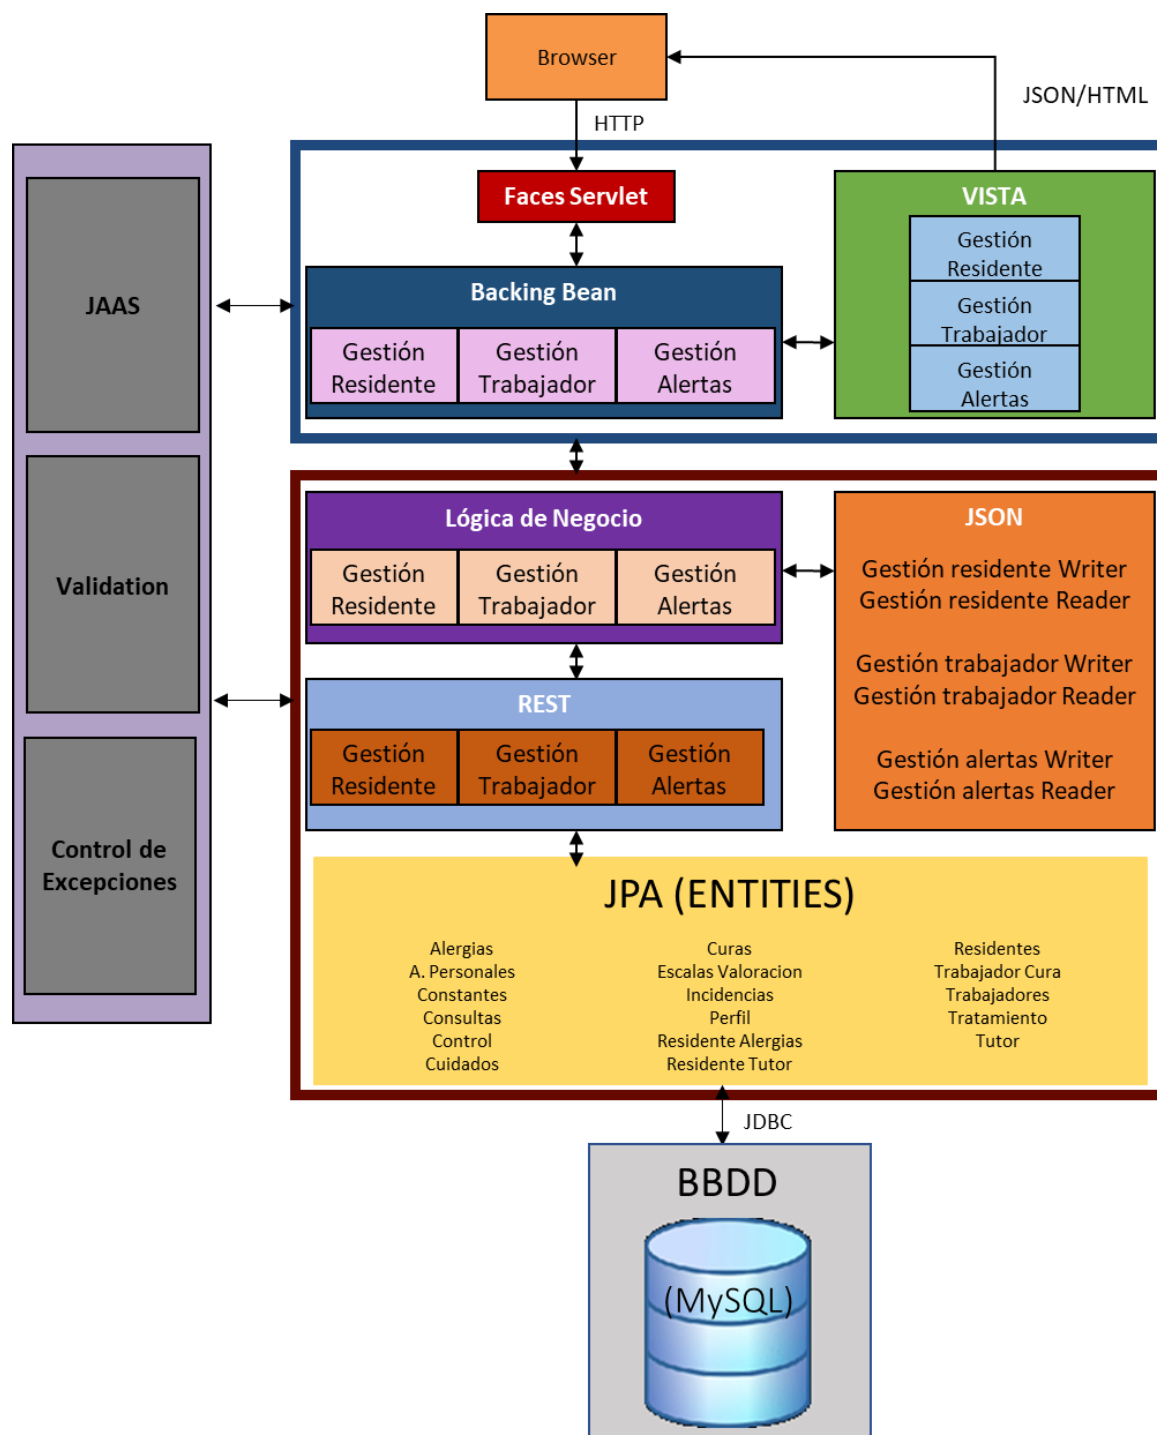 Browser
JSON/HTML
HTTP
Faces Servlet
VISTA
Gestión
Residente
Gestión
Trabajador
Gestión
Alertas
Backing Bean
Gestión
Residente
Gestión
Trabajador
Gestión
Alertas
JAAS
Validation
Control de
Excepciones
Lógica de Negocio
Gestión
Residente
Gestión
Trabajador
Gestión
Alertas
JSON
Gestión residente Writer
Gestión residente Reader
Gestión trabajador Writer
Gestión trabajador Reader
Gestión alertas Writer
Gestión alertas Reader
REST
Gestión
Residente
Gestión
Trabajador
Gestión
Alertas
JPA (ENTITIES)
Alergias
A. Personales
Constantes
Consultas
Control
Cuidados
Curas
Escalas Valoracion
Incidencias
Perfil
Residente Alergias
Residente Tutor
Residentes
Trabajador Cura
Trabajadores
Tratamiento
Tutor
JDBC
BBDD
(MySQL)